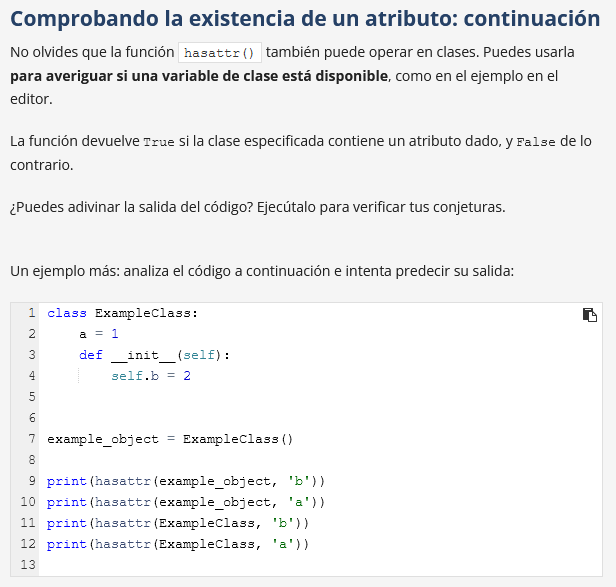 Comprobando la existencia de un atributo: continuación
No olvides que la función hasattr() también puede operar en clases. Puedes usarla
para averiguar si una variable de clase está disponible, como en el ejemplo en el
editor.
La función devuelve True si la clase especificada contiene un atributo dado, y False de lo
contrario.
¿Puedes adivinar la salida del código? Ejecútalo para verificar tus conjeturas.
Un ejemplo más: analiza el código a continuación e intenta predecir su salida:
1 class ExampleClass:
2     a = 1
3     def __init__(self):
4         self.b = 2
5
6
7 example_object = ExampleClass()
8
9 print(hasattr(example_object, 'b'))
10 print(hasattr(example_object, 'a'))
11 print(hasattr(ExampleClass, 'b'))
12 print(hasattr(ExampleClass, 'a'))
13